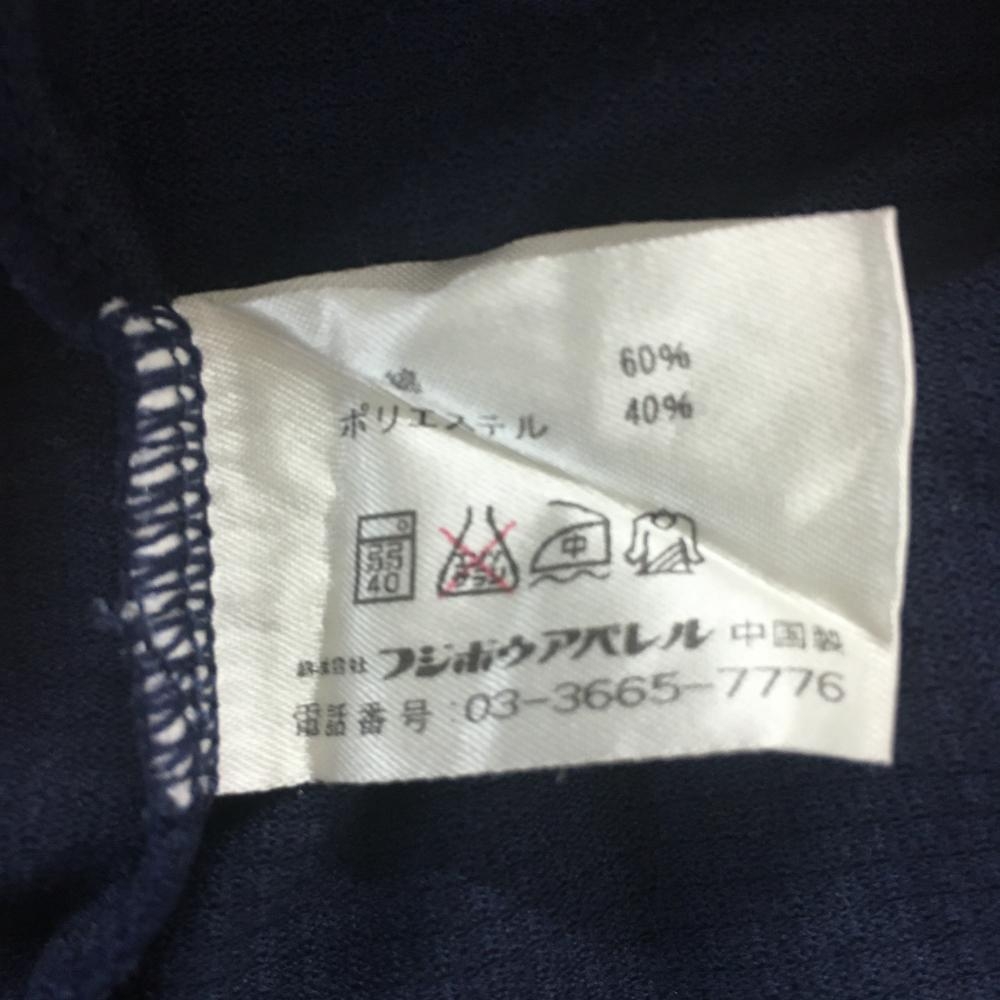 綿 60%
ポリエステル 40%
40 中
株式会社 フジボウアパレル 中国製
電話番号 03-3665-7776